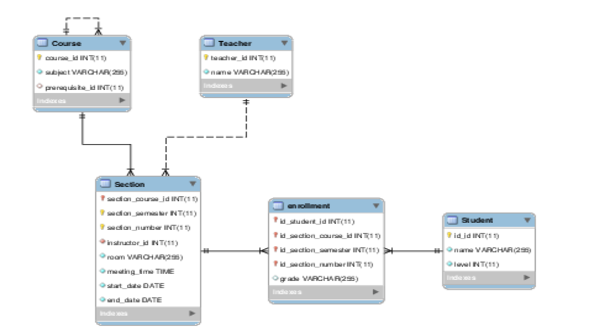 Course
course_id INT(11)
subject VARCHAR(255)
prerequisite_id INT(11)
Indexes
Teacher
teacher_id INT(11)
name VARCHAR(255)
Indexes
Section
section_course_id INT(11)
section_semester INT(11)
section_number INT(11)
instructor_id INT(11)
room VARCHAR(255)
meeting_time TIME
start_date DATE
end_date DATE
Indexes
enrollment
id_student_id INT(11)
id_section_course_id INT(11)
id_section_semester INT(11)
id_section_number INT(11)
grade VARCHAR(255)
Indexes
Student
id_id INT(11)
name VARCHAR(255)
level INT(11)
Indexes